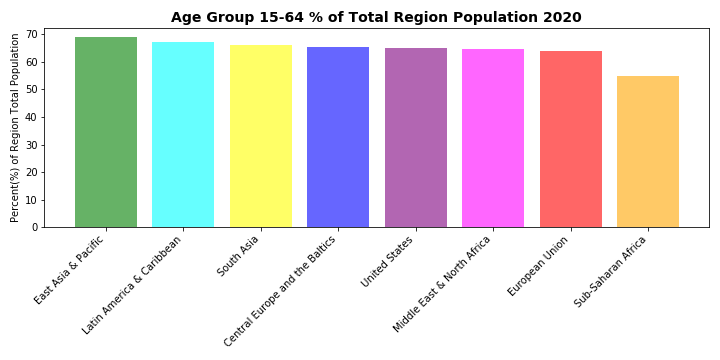 Age Group 15-64 % of Total Region Population 2020
Percent(%) of Region Total Population
70
60
50
40
30
20
10
0
East Asia & Pacific
Latin America & Caribbean
South Asia
Central Europe and the Baltics
United States
Middle East & North Africa
European Union
Sub-Saharan Africa